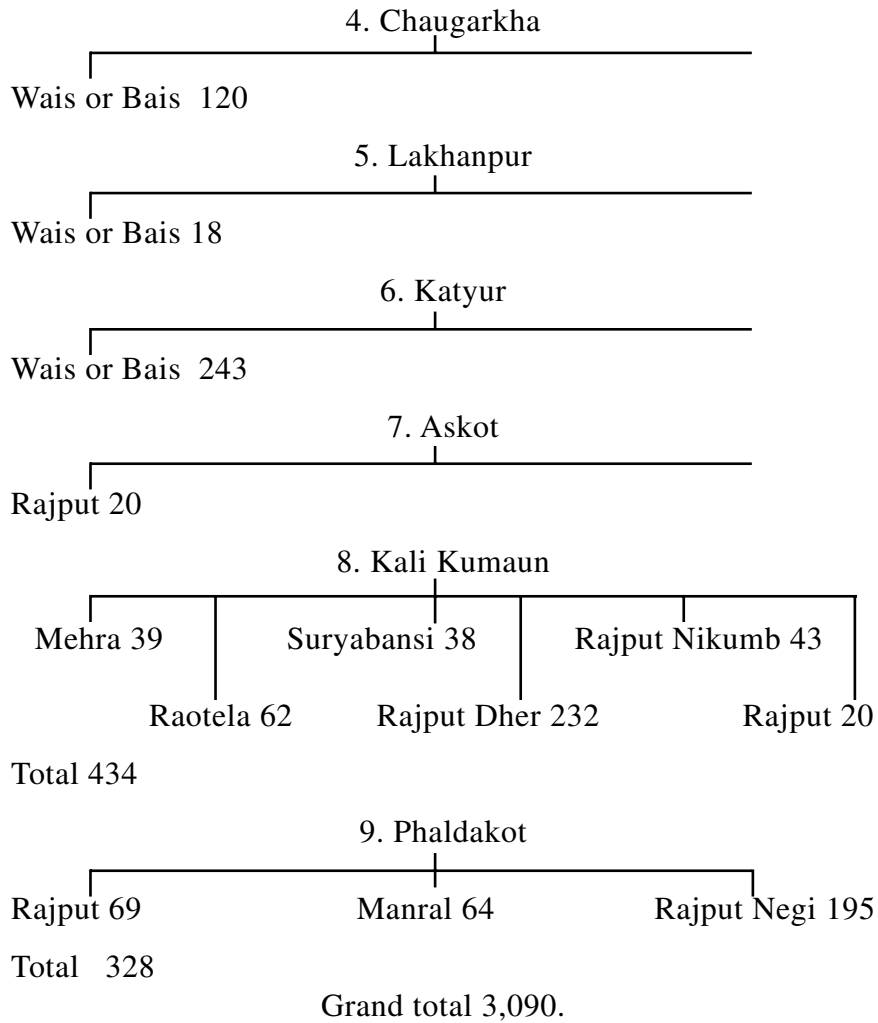 4. Chaugarkha
Wais or Bais 120
5. Lakhanpur
Wais or Bais 18
6. Katyur
Wais or Bais 243
7. Askot
Rajput 20
8. Kali Kumaun
Mehra 39 Suryabansi 38 Rajput Nikumb 43
Raotela 62 Rajput Dher 232 Rajput 20
Total 434
9. Phaldakot
Rajput 69 Manral 64 Rajput Negi 195
Total 328
Grand total 3,090.